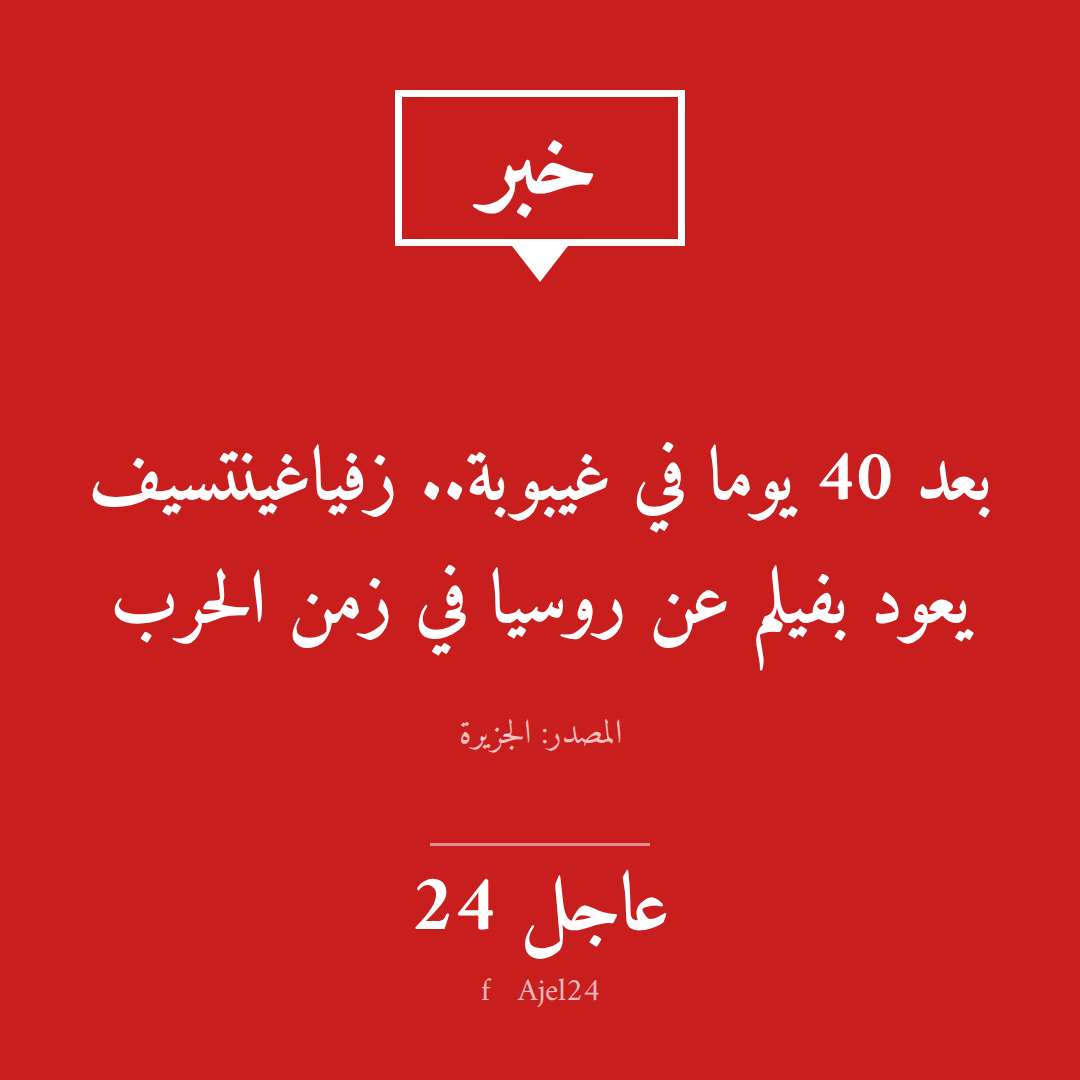 خبر
بعد 40 يوما في غيبوبة.. زفياغينتسيف
يعود بفيلم عن روسيا في زمن الحرب
المصدر: الجزيرة
عاجل 24
f Ajel24